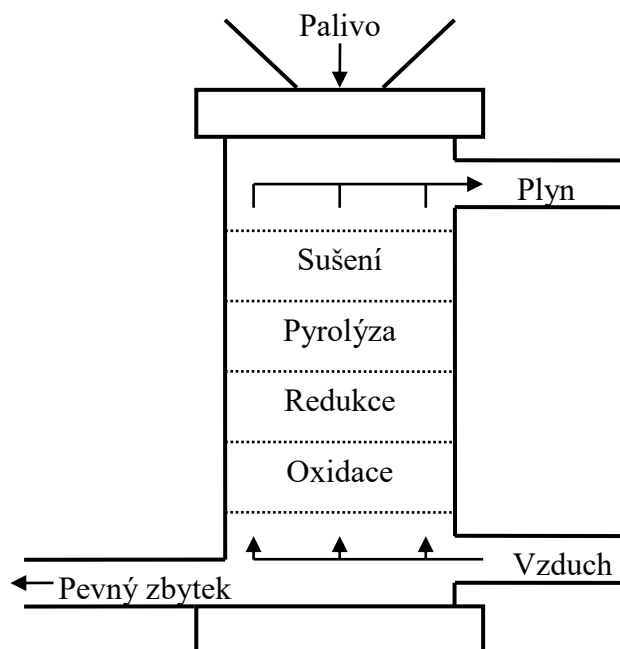 Palivo
Plyn
Sušení
Pyrolýza
Redukce
Oxidace
Vzduch
Pevný zbytek